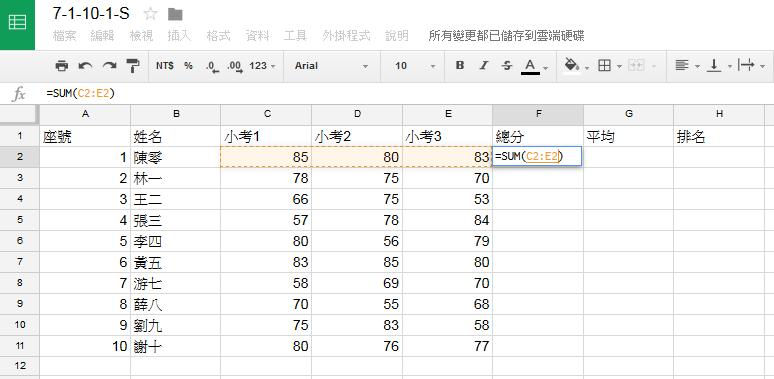 7-1-10-1-S
檔案 編輯 檢視 插入 格式 資料 工具 外掛程式 說明 所有變更都已儲存到雲端硬碟
NT$ % .0 .00 123 Arial 10 B I S A
fx =SUM(C2:E2)
A B C D E F G H
1 座號 姓名 小考1 小考2 小考3 總分 平均 排名
2 1 陳零 85 80 83 =SUM(C2:E2)
3 2 林一 78 75 70
4 3 王二 66 75 53
5 4 張三 57 78 84
6 5 李四 80 56 79
7 6 黃五 83 85 80
8 7 游七 58 69 70
9 8 薛八 70 55 68
10 9 劉九 75 83 58
11 10 謝十 80 76 77
12